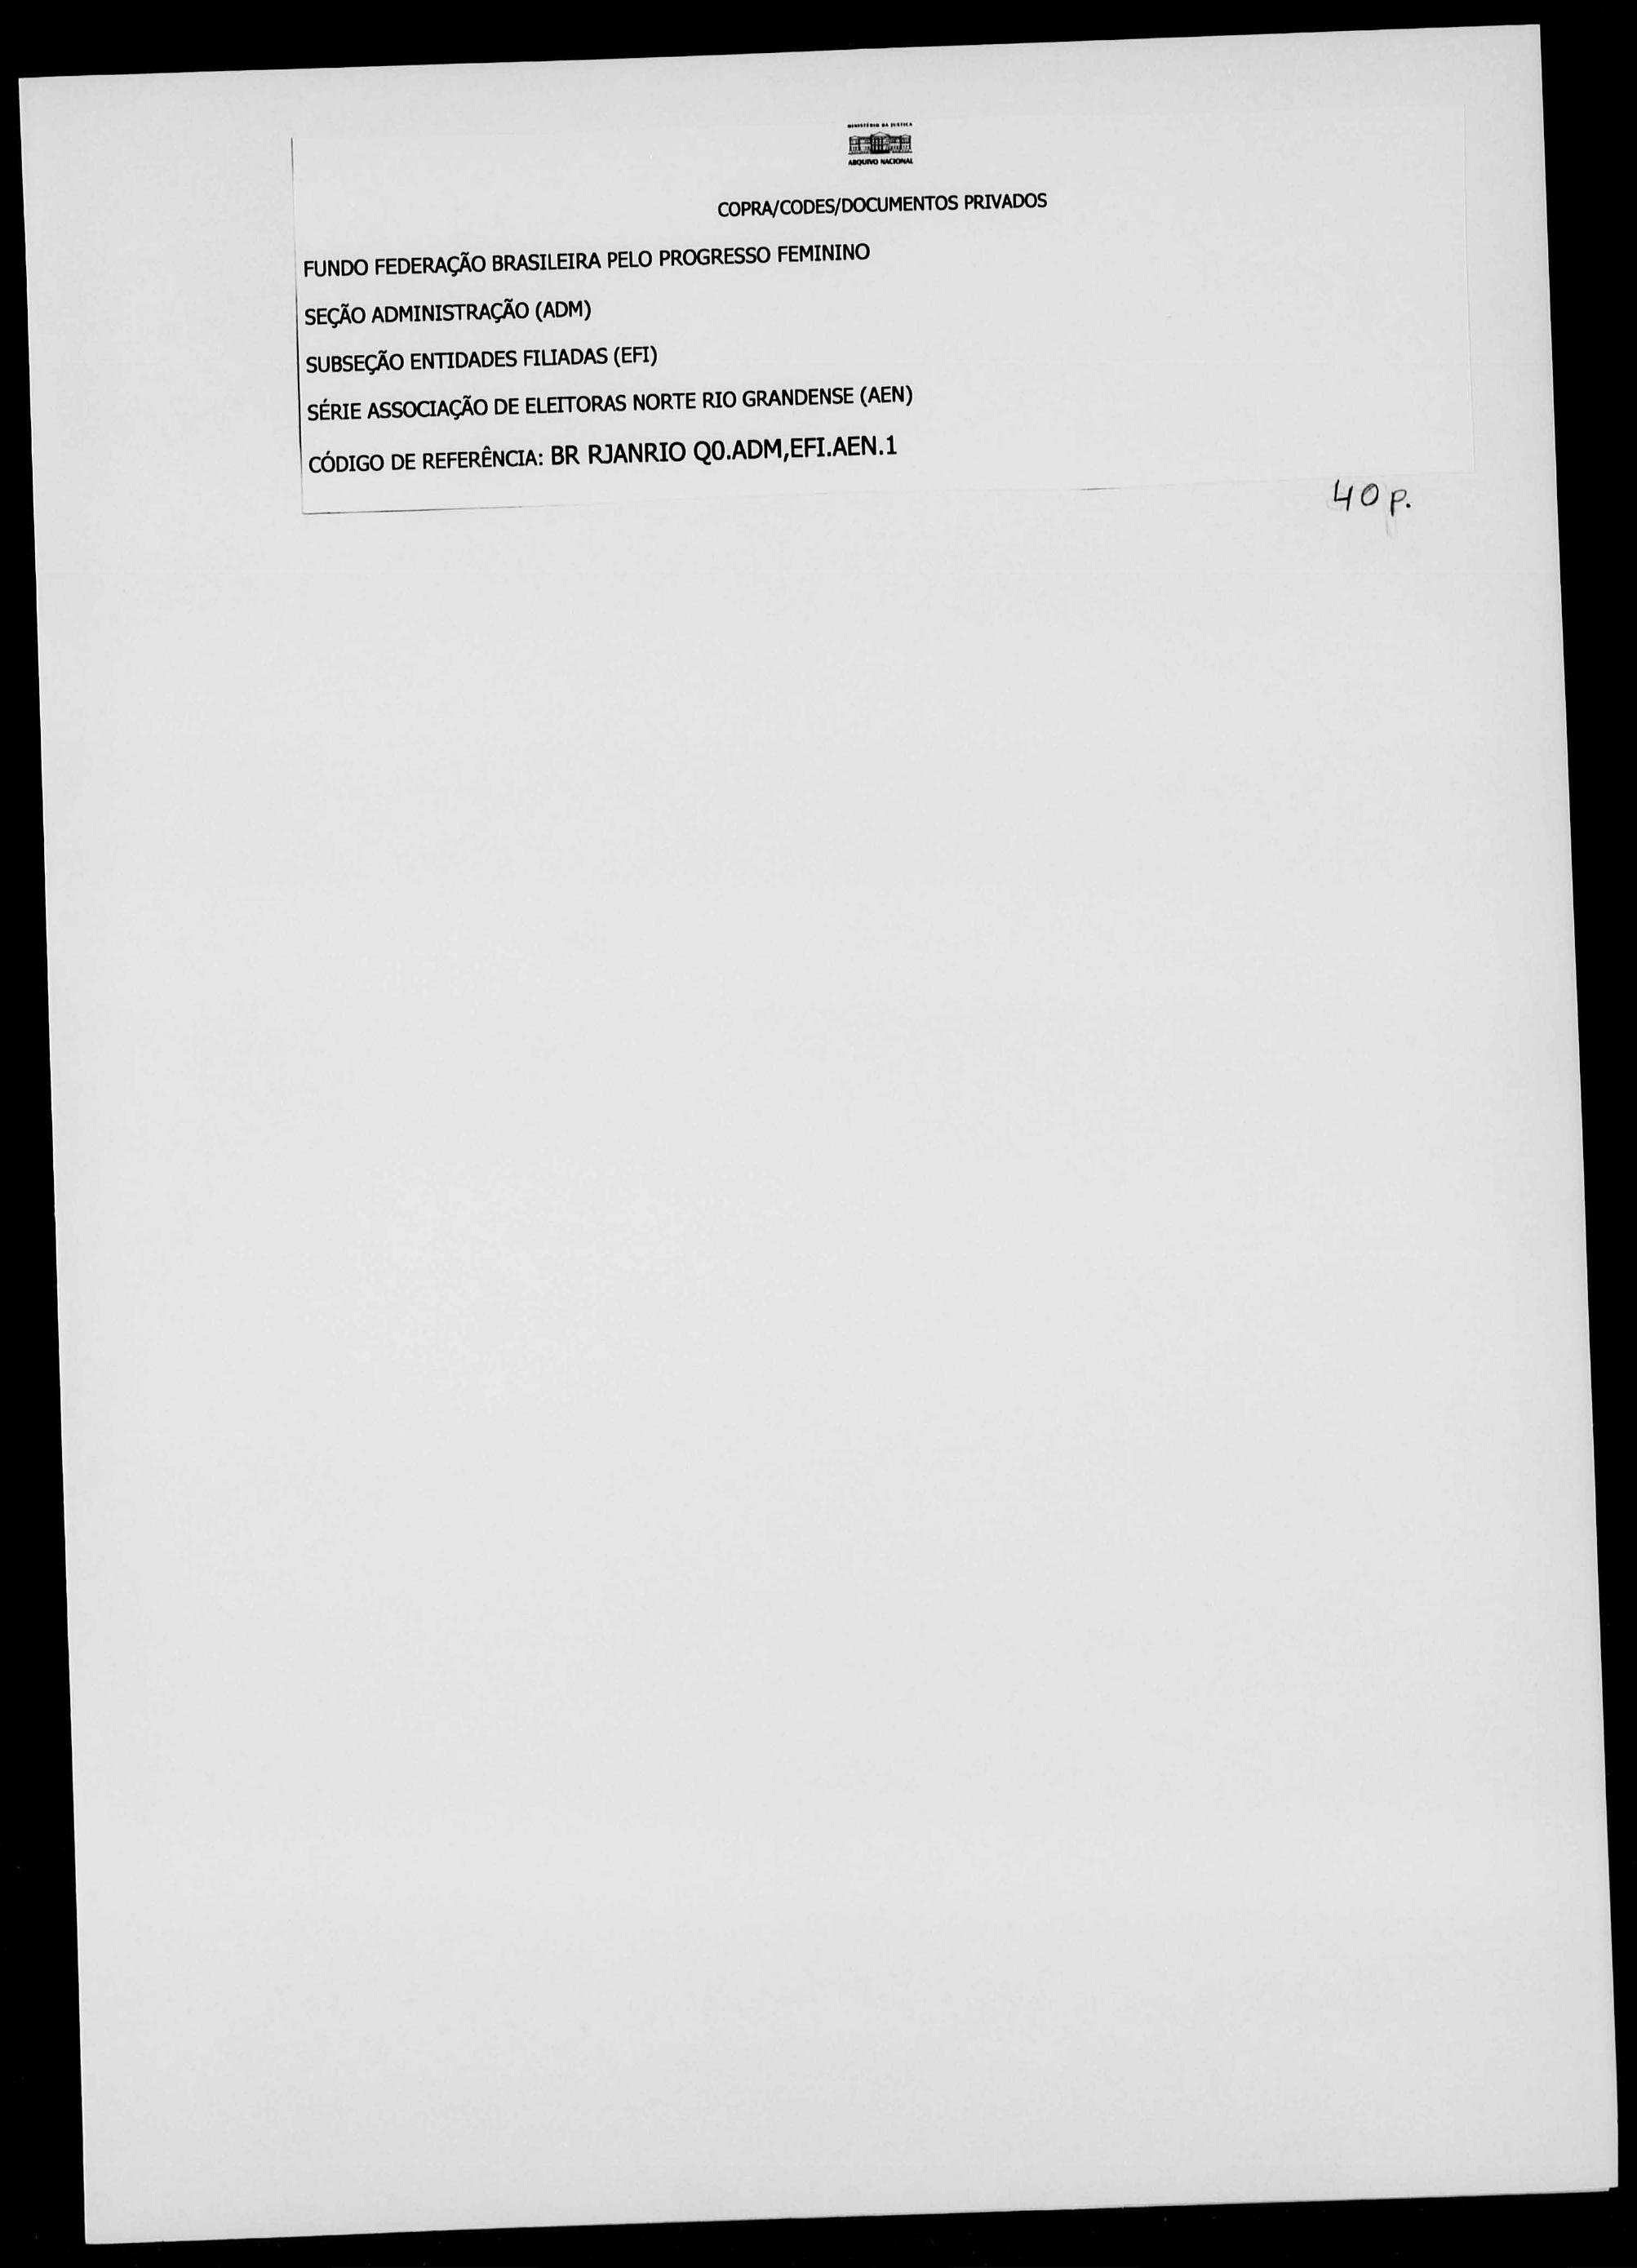 MINISTÉRIO DA JUSTIÇA
ARQUIVO NACIONAL
COPRA/CODES/DOCUMENTOS PRIVADOS
FUNDO FEDERAÇÃO BRASILEIRA PELO PROGRESSO FEMININO
SEÇÃO ADMINISTRAÇÃO (ADM)
SUBSEÇÃO ENTIDADES FILIADAS (EFI)
SÉRIE ASSOCIAÇÃO DE ELEITORAS NORTE RIO GRANDENSE (AEN)
CÓDIGO DE REFERÊNCIA: BR RJANRIO Q0.ADM,EFI.AEN.1
40 p.